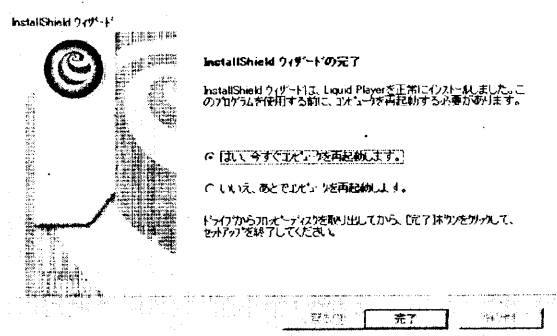 InstallShield ウィザード
InstallShield ウィザードの完了
InstallShield ウィザードは、Liquid Playerを正常にインストールしました。こ
のプログラムを使用する前に、コンピュータを再起動する必要があります。
はい、今すぐコンピュータを再起動します。
いいえ、あとでコンピュータを再起動します。
ドライブからフロッピーディスクを取り出してから、[完了]ボタンをクリックして、
セットアップを終了してください。
完了